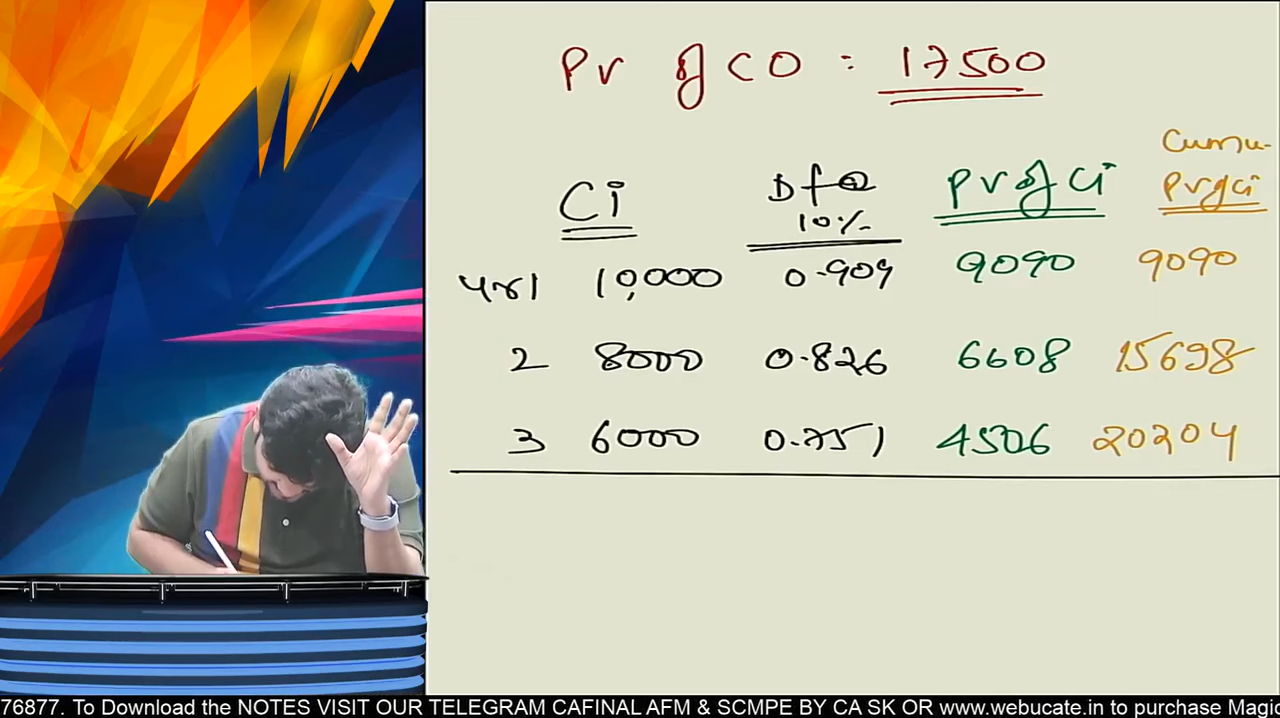 Pv of CO : 17500
Cumu-
Ci Df@ 10% PV of Ci Pv of Ci
Yr1 10,000 0.909 9090 9090
2 8000 0.826 6608 15698
3 6000 0.751 4506 20204
76877. To Download the NOTES VISIT OUR TELEGRAM CAFINAL AFM & SCMPE BY CA SK OR www.webucate.in to purchase Magic